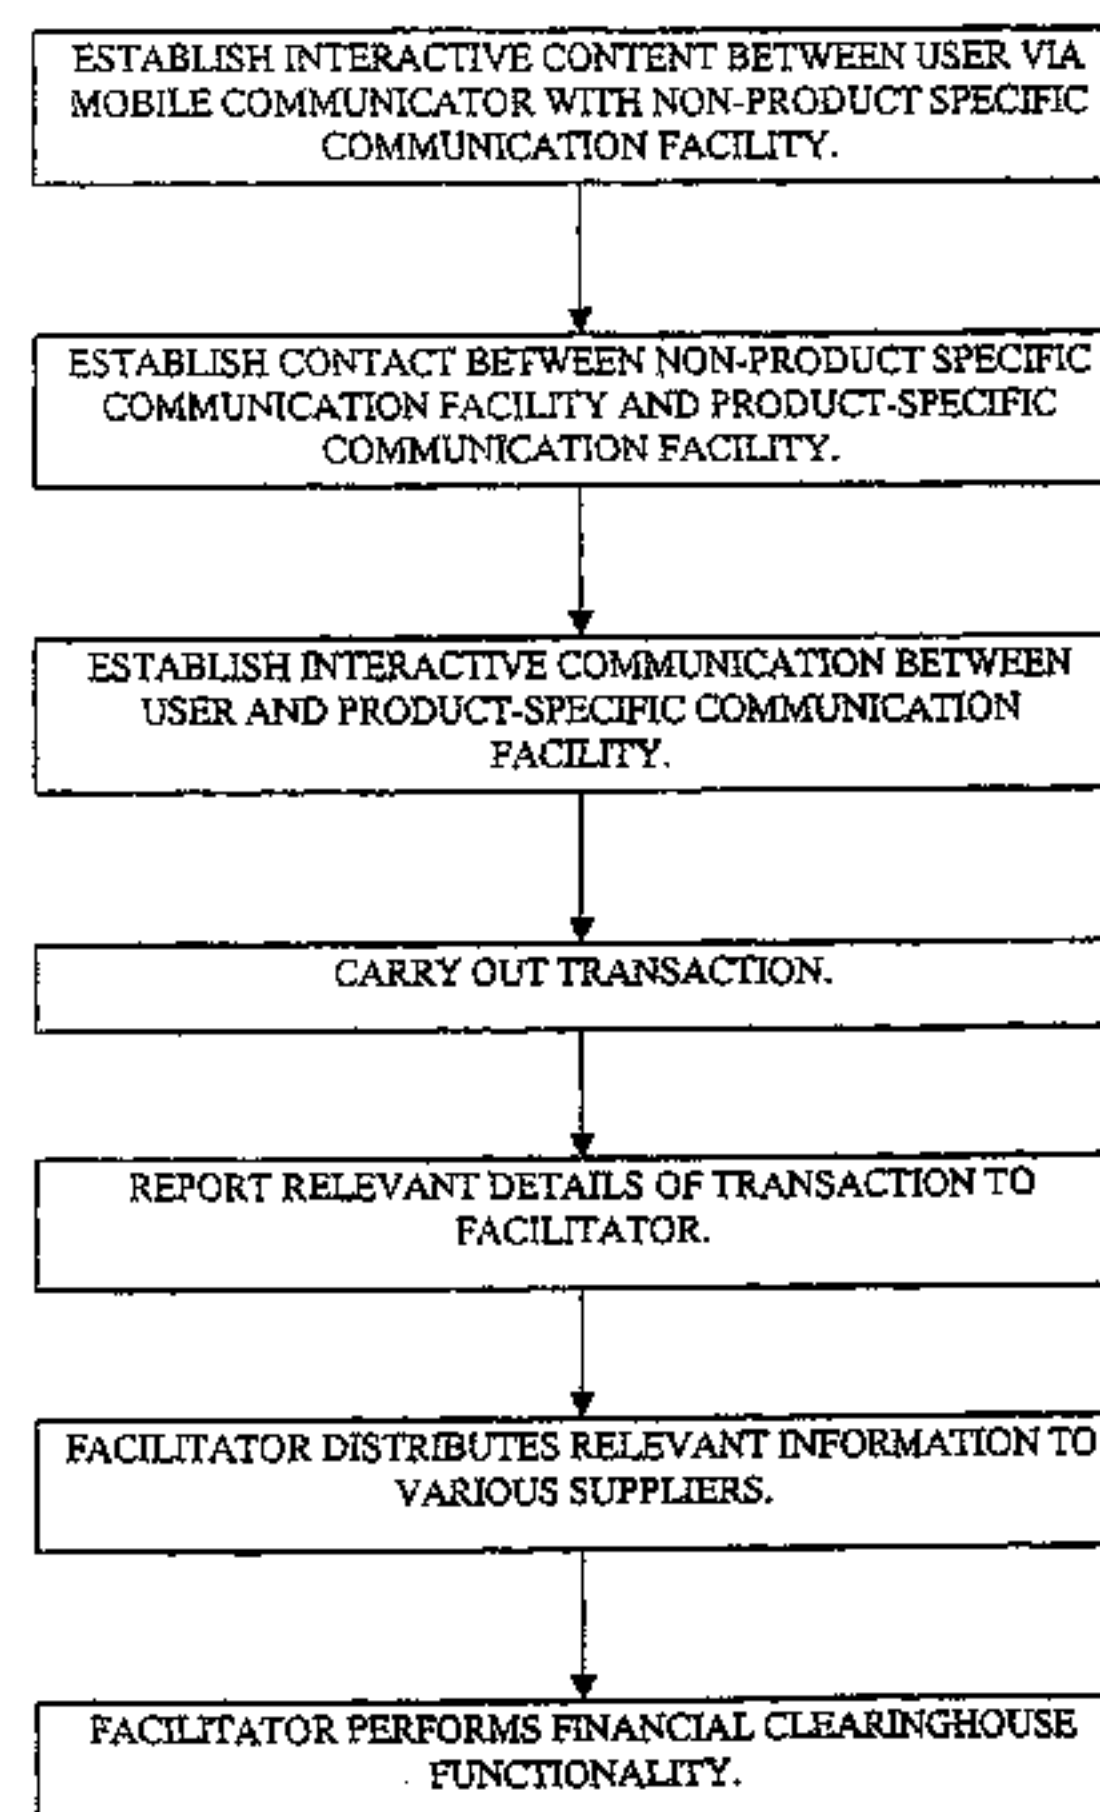 ESTABLISH INTERACTIVE CONTENT BETWEEN USER VIA
MOBILE COMMUNICATOR WITH NON-PRODUCT SPECIFIC
COMMUNICATION FACILITY.
ESTABLISH CONTACT BETWEEN NON-PRODUCT SPECIFIC
COMMUNICATION FACILITY AND PRODUCT-SPECIFIC
COMMUNICATION FACILITY.
ESTABLISH INTERACTIVE COMMUNICATION BETWEEN
USER AND PRODUCT-SPECIFIC COMMUNICATION
FACILITY.
CARRY OUT TRANSACTION.
REPORT RELEVANT DETAILS OF TRANSACTION TO
FACILITATOR.
FACILITATOR DISTRIBUTES RELEVANT INFORMATION TO
VARIOUS SUPPLIERS.
FACILITATOR PERFORMS FINANCIAL CLEARINGHOUSE
FUNCTIONALITY.